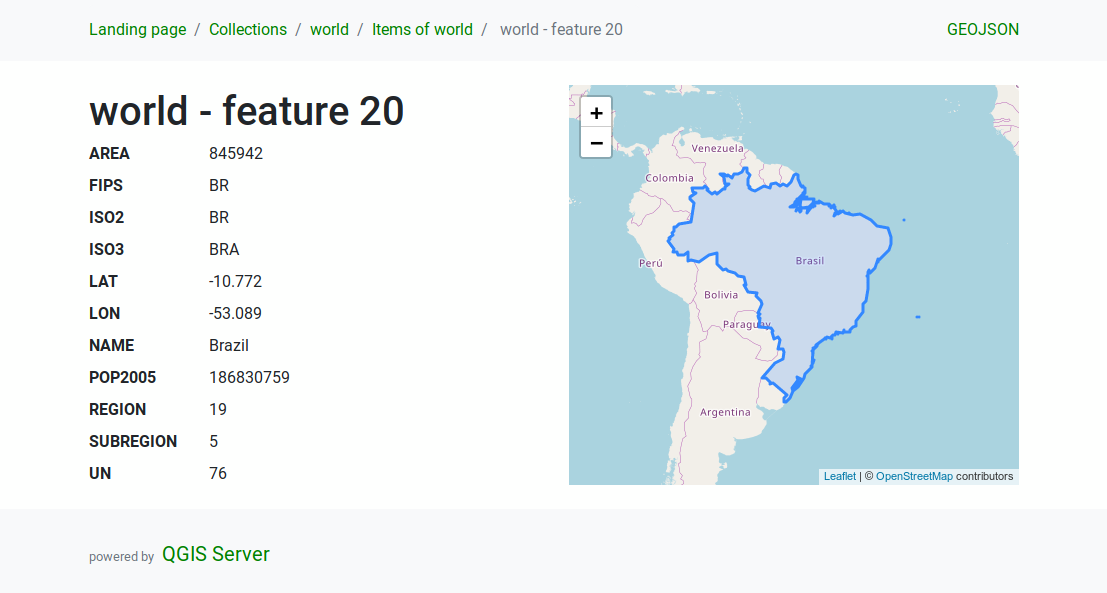 Landing page / Collections / world / Items of world / world - feature 20
GEOJSON
world - feature 20
AREA 845942
FIPS BR
ISO2 BR
ISO3 BRA
LAT -10.772
LON -53.089
NAME Brazil
POP2005 186830759
REGION 19
SUBREGION 5
UN 76
+
−
Venezuela
Colombia
Perú
Brasil
Bolivia
Paraguay
Argentina
Leaflet | © OpenStreetMap contributors
powered by QGIS Server